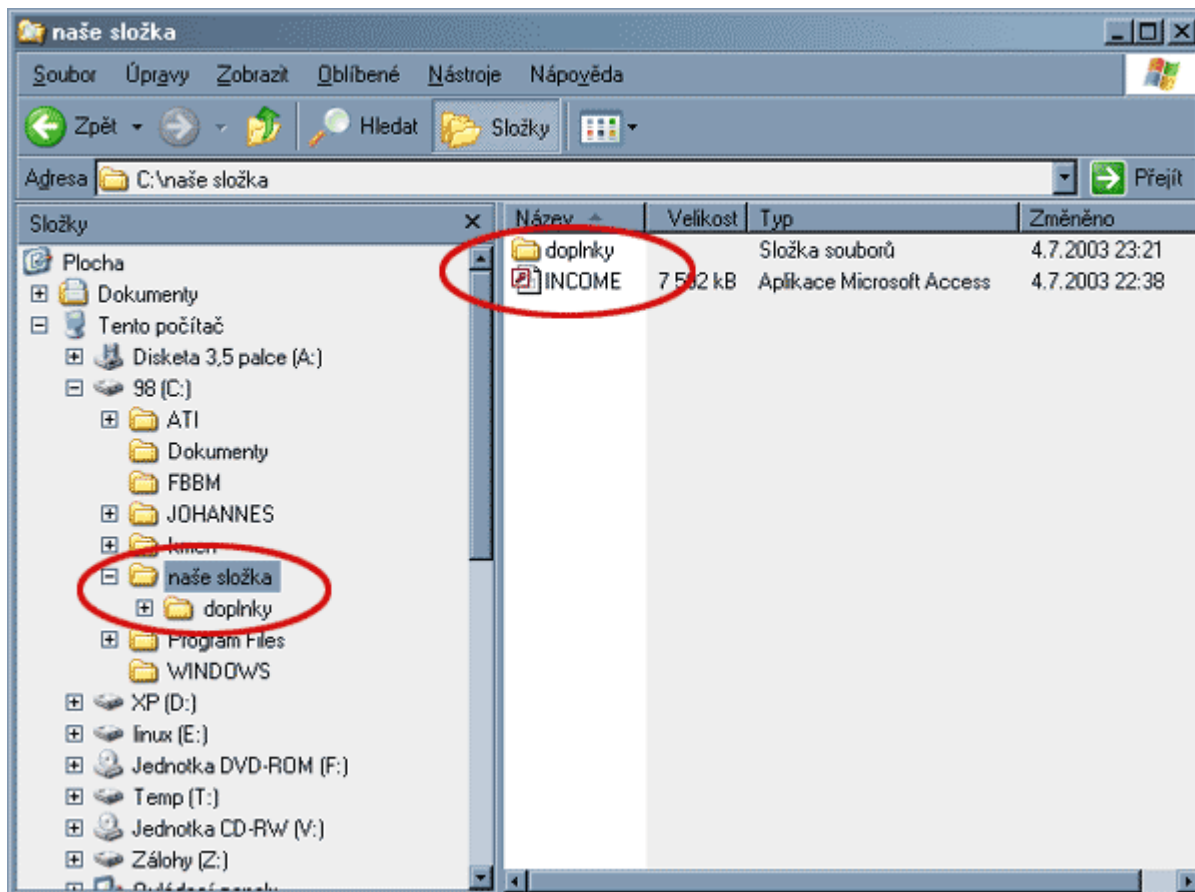 naše složka
Soubor Úpravy Zobrazit Oblíbené Nástroje Nápověda
Zpět Hledat Složky
Adresa C:\naše složka Přejít
Složky
Plocha
Dokumenty
Tento počítač
Disketa 3,5 palce (A:)
98 (C:)
ATI
Dokumenty
FBBM
JOHANNES
kmen
naše složka
doplnky
Program Files
WINDOWS
XP (D:)
linux (E:)
Jednotka DVD-ROM (F:)
Temp (T:)
Jednotka CD-RW (V:)
Zálohy (Z:)
Název Velikost Typ Změněno
doplnky Složka souborů 4.7.2003 23:21
INCOME kB Aplikace Microsoft Access 4.7.2003 22:38